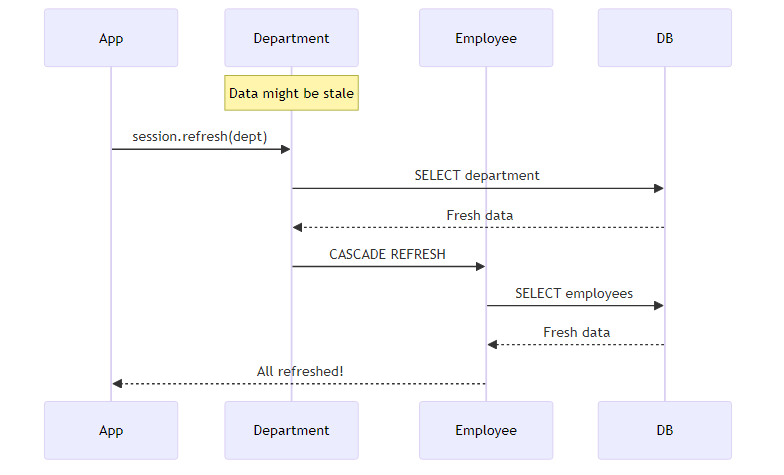 App
Department
Employee
DB
Data might be stale
session.refresh(dept)
SELECT department
Fresh data
CASCADE REFRESH
SELECT employees
Fresh data
All refreshed!
App
Department
Employee
DB